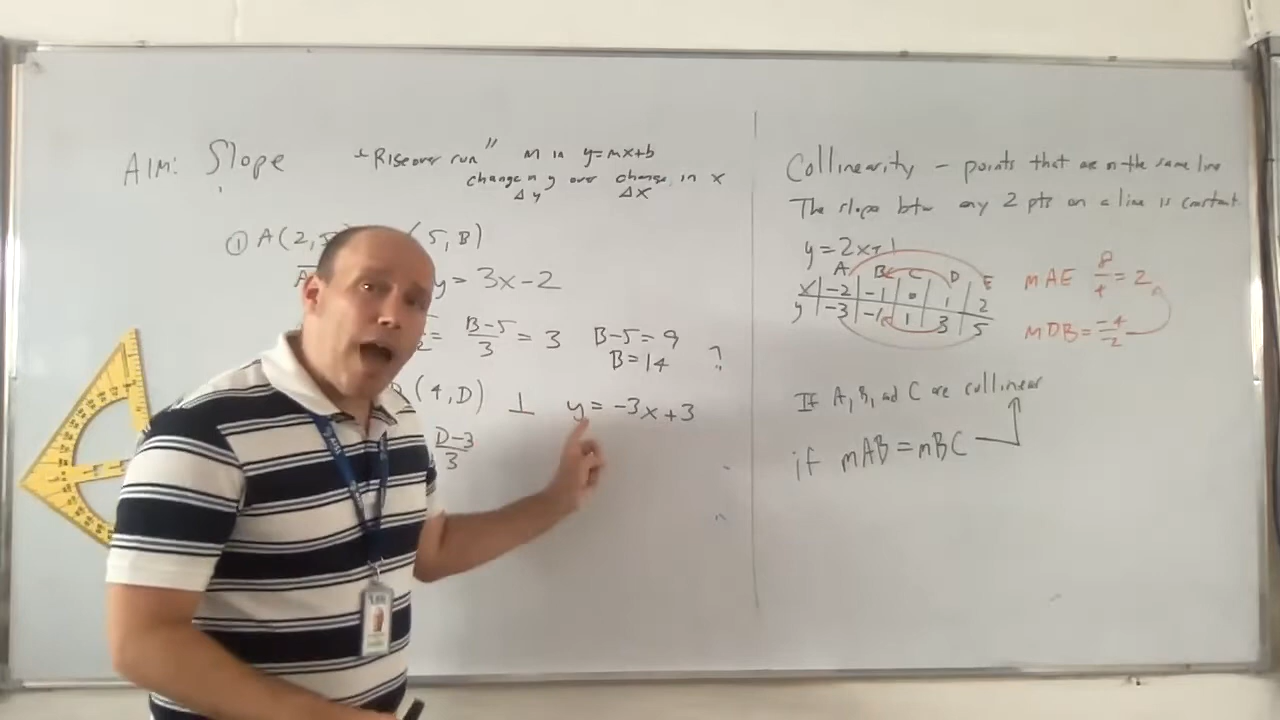 AIM: Slope
"Rise over run" m in y=mx+b
change in y over change in x
Δy Δx
① A(2,5) (5,B)
y=3x-2
= B-5/3 = 3 B-5=9
B=14 ?
(4,D) ⊥ y=-3x+3
D-3/3
Collinearity - points that are on the same line
The slope btw any 2 pts on a line is constant.
y=2x+1
A B C D E
x -2 -1 0 1 2
y -3 -1 1 3 5
mAE 8/4 = 2
mDB = -4/-2
If A, B, and C are collinear
if mAB = mBC